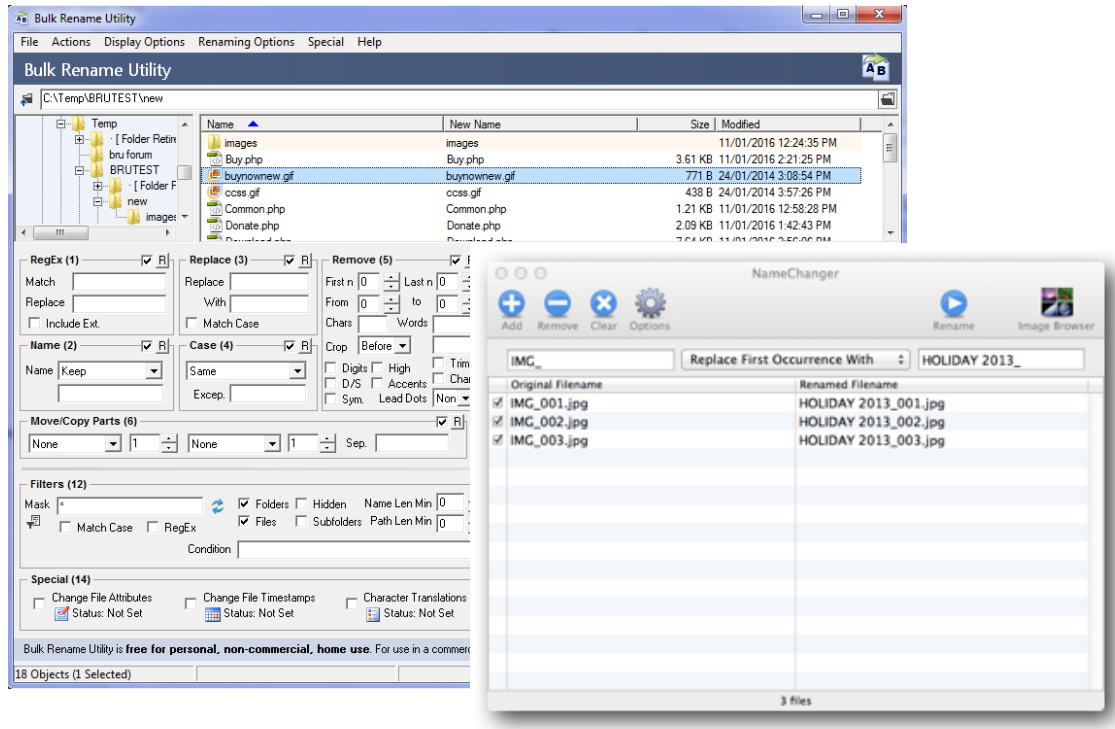 Bulk Rename Utility
File Actions Display Options Renaming Options Special Help
Bulk Rename Utility
C:\Temp\BRUTEST\new
Temp
[ Folder Retire
bru forum
BRUTEST
[ Folder F
new
images
Name New Name Size Modified
images images 11/01/2016 12:24:35 PM
Buy.php Buy.php 3.61 KB 11/01/2016 2:21:25 PM
buynownew.gif buynownew.gif 771 B 24/01/2014 3:08:54 PM
ccss.gif ccss.gif 438 B 24/01/2014 3:57:26 PM
Common.php Common.php 1.21 KB 11/01/2016 12:58:28 PM
Donate.php Donate.php 2.09 KB 11/01/2016 1:42:43 PM
RegEx (1) R Replace (3) R Remove (5)
Match Replace First n 0 Last n 0
Replace With From 0 to 0
Include Ext. Match Case Chars Words
Name (2) R Case (4) R Crop Before
Name Keep Same Digits High Trim
D/S Accents Cha
Excep. Sym. Lead Dots Non
Move/Copy Parts (6) R
None 1 None 1 Sep.
Filters (12)
Mask * Folders Hidden Name Len Min 0
Match Case RegEx Files Subfolders Path Len Min 0
Condition
Special (14)
Change File Attributes Change File Timestamps Character Translations
Status: Not Set Status: Not Set Status: Not Set
Bulk Rename Utility is free for personal, non-commercial, home use. For use in a commer
18 Objects (1 Selected)
NameChanger
Add Remove Clear Options Rename Image Browser
IMG_ Replace First Occurrence With HOLIDAY 2013_
Original Filename Renamed Filename
IMG_001.jpg HOLIDAY 2013_001.jpg
IMG_002.jpg HOLIDAY 2013_002.jpg
IMG_003.jpg HOLIDAY 2013_003.jpg
3 files